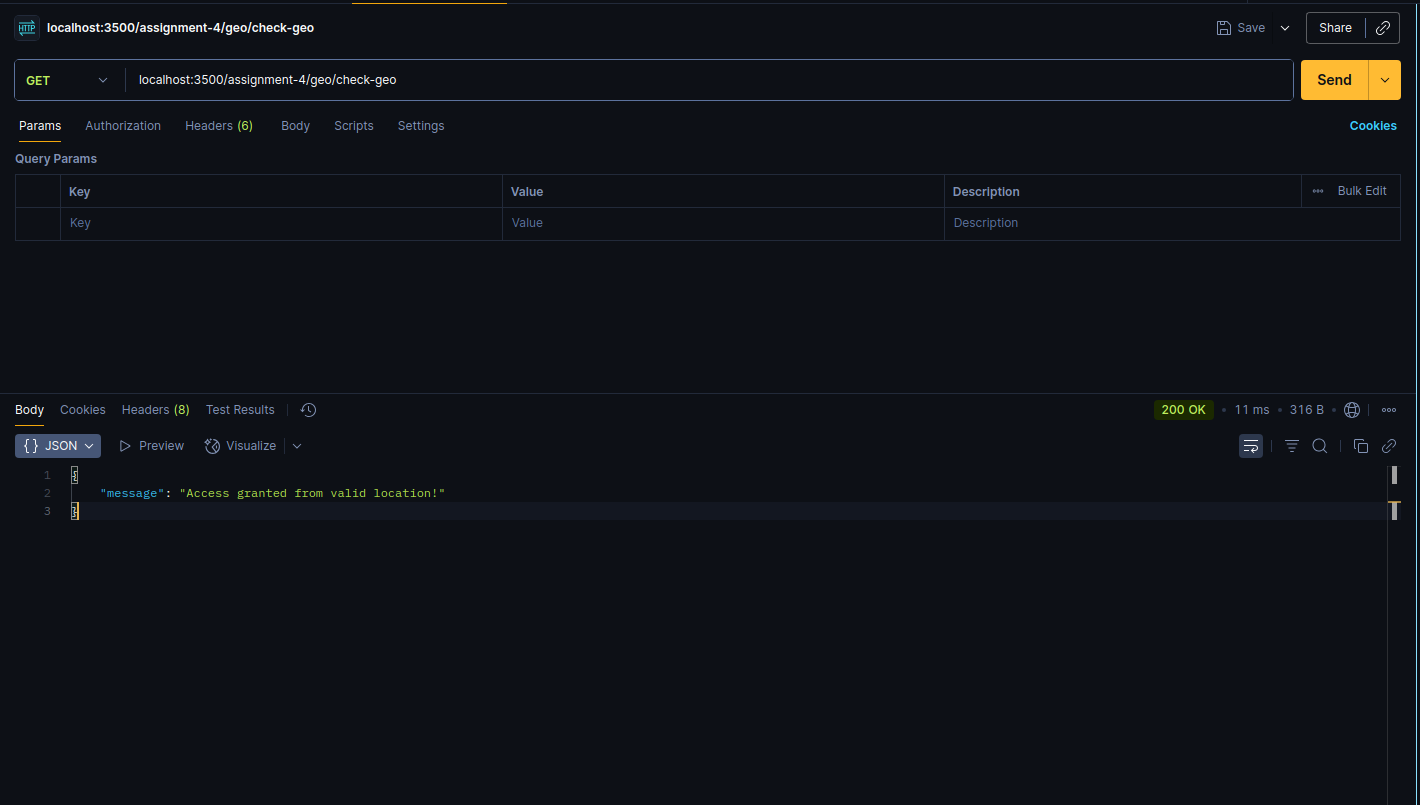 HTTP localhost:3500/assignment-4/geo/check-geo Save Share
GET localhost:3500/assignment-4/geo/check-geo Send
Params Authorization Headers (6) Body Scripts Settings Cookies
Query Params
Key Value Description Bulk Edit
Key Value Description
Body Cookies Headers (8) Test Results 200 OK • 11 ms • 316 B •
{} JSON Preview Visualize
1 {
2 "message": "Access granted from valid location!"
3 }